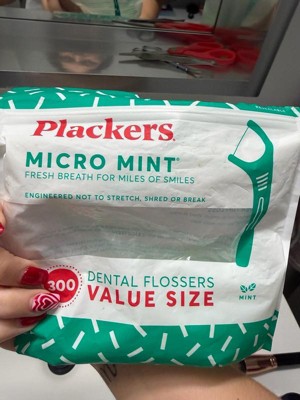 Plackers
MICRO MINT®
FRESH BREATH FOR MILES OF SMILES
ENGINEERED NOT TO STRETCH, SHRED OR BREAK
300
DENTAL FLOSSERS
VALUE SIZE
MINT